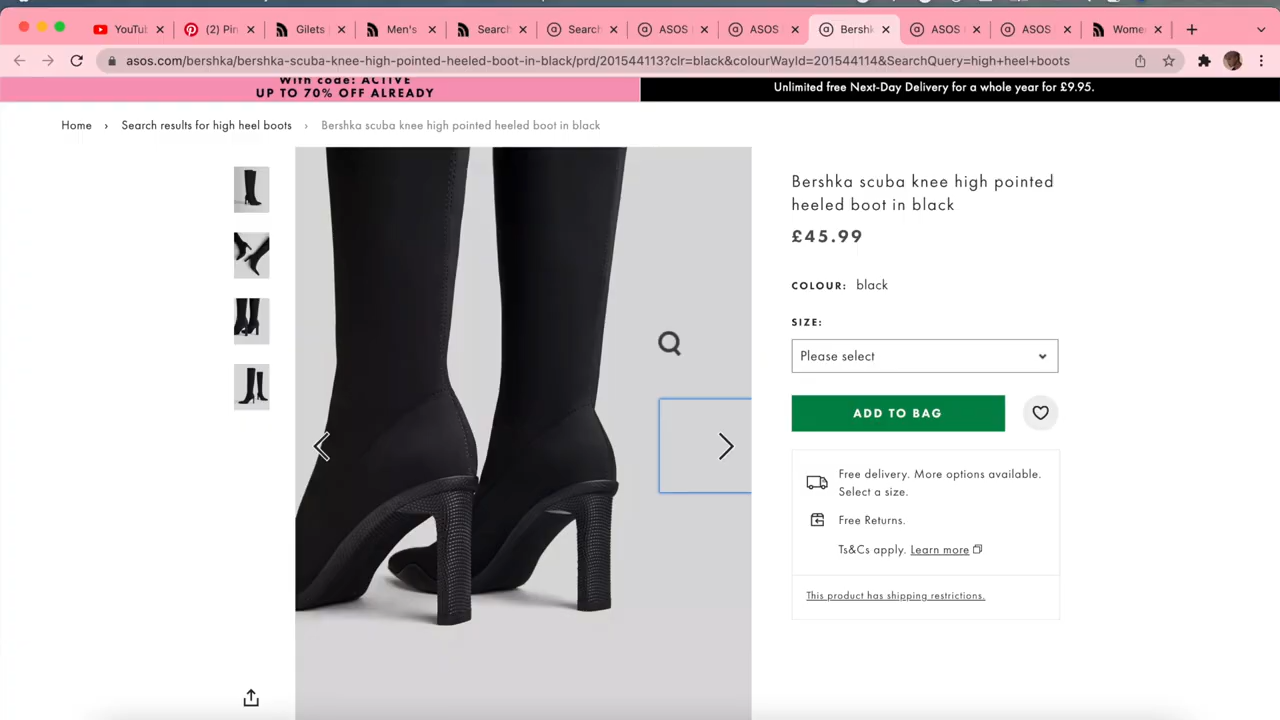 YouTu
(2) Pin
Gilets
Men's
Search
Search
ASOS
ASOS
Bershk
ASOS
ASOS
Wome
asos.com/bershka/bershka-scuba-knee-high-pointed-heeled-boot-in-black/prd/201544113?clr=black&colourWayId=201544114&SearchQuery=high+heel+boots
With code: ACTIVE
UP TO 70% OFF ALREADY
Unlimited free Next-Day Delivery for a whole year for £9.95.
Home › Search results for high heel boots › Bershka scuba knee high pointed heeled boot in black
Bershka scuba knee high pointed
heeled boot in black
£45.99
COLOUR: black
SIZE:
Please select
ADD TO BAG
Free delivery. More options available.
Select a size.
Free Returns.
Ts&Cs apply. Learn more
This product has shipping restrictions.